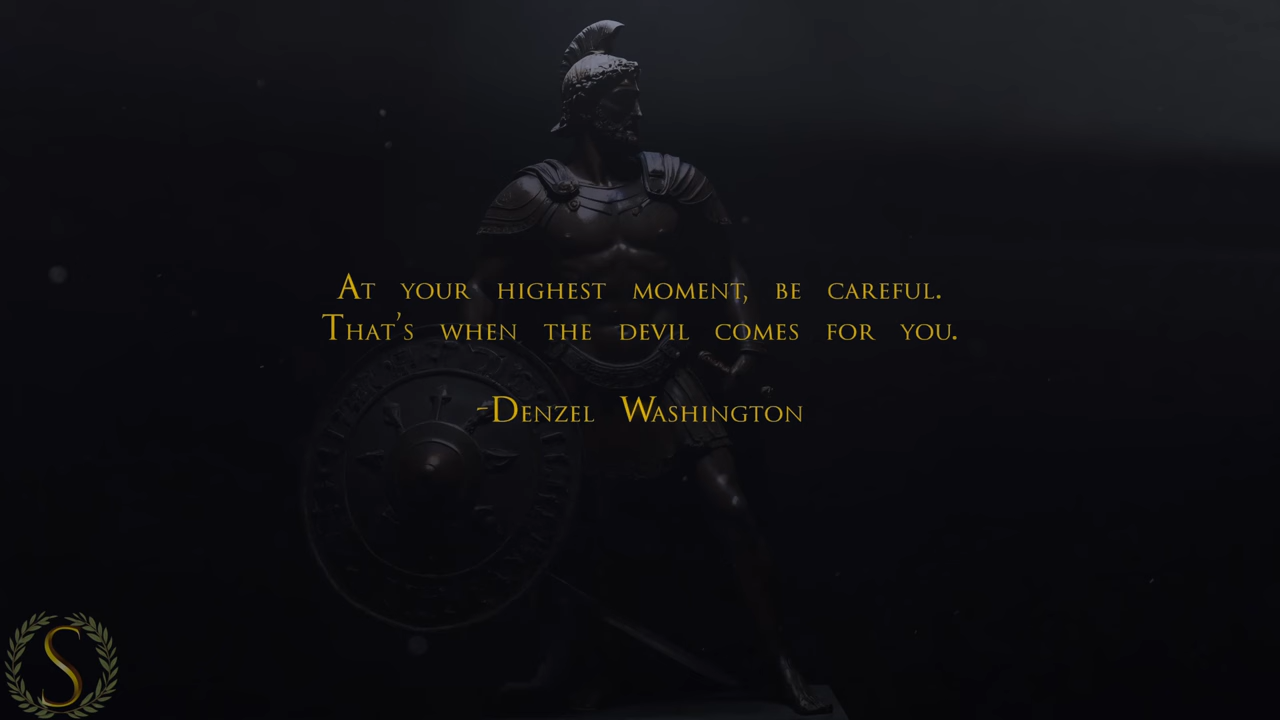 At your highest moment, be careful.
That's when the devil comes for you.
-Denzel Washington
S